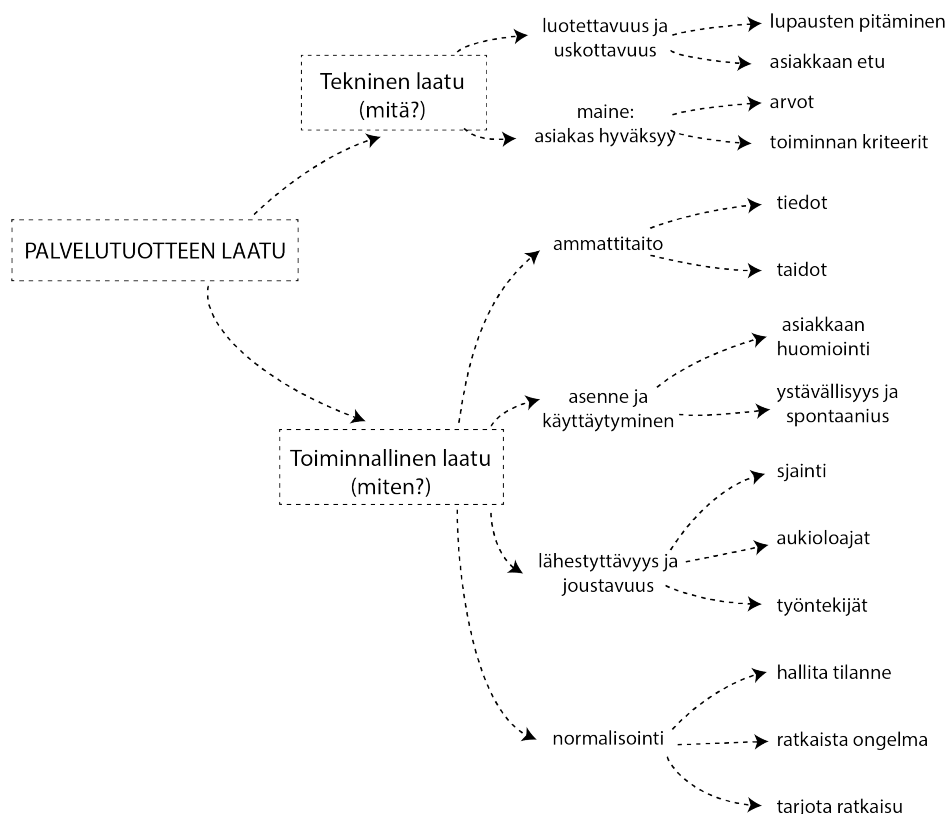 luotettavuus ja
uskottavuus
lupausten pitäminen
asiakkaan etu
Tekninen laatu
(mitä?)
maine:
asiakas hyväksyy
arvot
toiminnan kriteerit
PALVELUTUOTTEEN LAATU
ammattitaito
tiedot
taidot
Toiminnallinen laatu
(miten?)
asenne ja
käyttäytyminen
asiakkaan
huomiointi
ystävällisyys ja
spontaanius
lähestyttävyys ja
joustavuus
sjainti
aukioloajat
työntekijät
normalisointi
hallita tilanne
ratkaista ongelma
tarjota ratkaisu